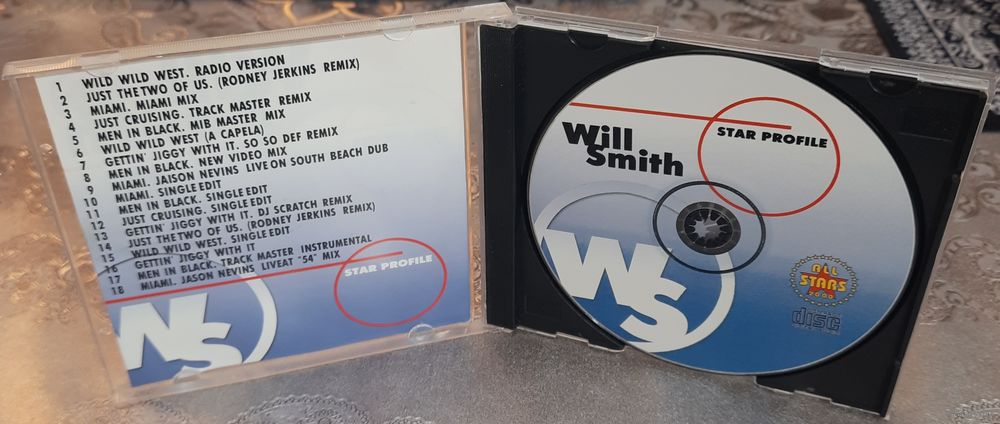 1 WILD WILD WEST. RADIO VERSION
2 JUST THE TWO OF US. (RODNEY JERKINS REMIX)
3 MIAMI. MIAMI MIX
4 JUST CRUISING. TRACK MASTER REMIX
5 MEN IN BLACK. MIB MASTER MIX
6 WILD WILD WEST (A CAPELA)
7 GETTIN' JIGGY WITH IT. SO SO DEF REMIX
8 MEN IN BLACK. NEW VIDEO MIX
9 MIAMI. JAISON NEVINS LIVE ON SOUTH BEACH DUB
10 MIAMI. SINGLE EDIT
11 MEN IN BLACK. SINGLE EDIT
12 JUST CRUISING. SINGLE EDIT
13 GETTIN' JIGGY WITH IT. DJ SCRATCH REMIX
14 JUST THE TWO OF US. (RODNEY JERKINS REMIX)
15 WILD WILD WEST. SINGLE EDIT
16 GETTIN' JIGGY WITH IT
17 MEN IN BLACK. TRACK MASTER INSTRUMENTAL
18 MIAMI. JASON NEVINS LIVEAT "54" MIX
STAR PROFILE
WS
STAR PROFILE
Will
Smith
WS
ALL
STARS
2000
disc